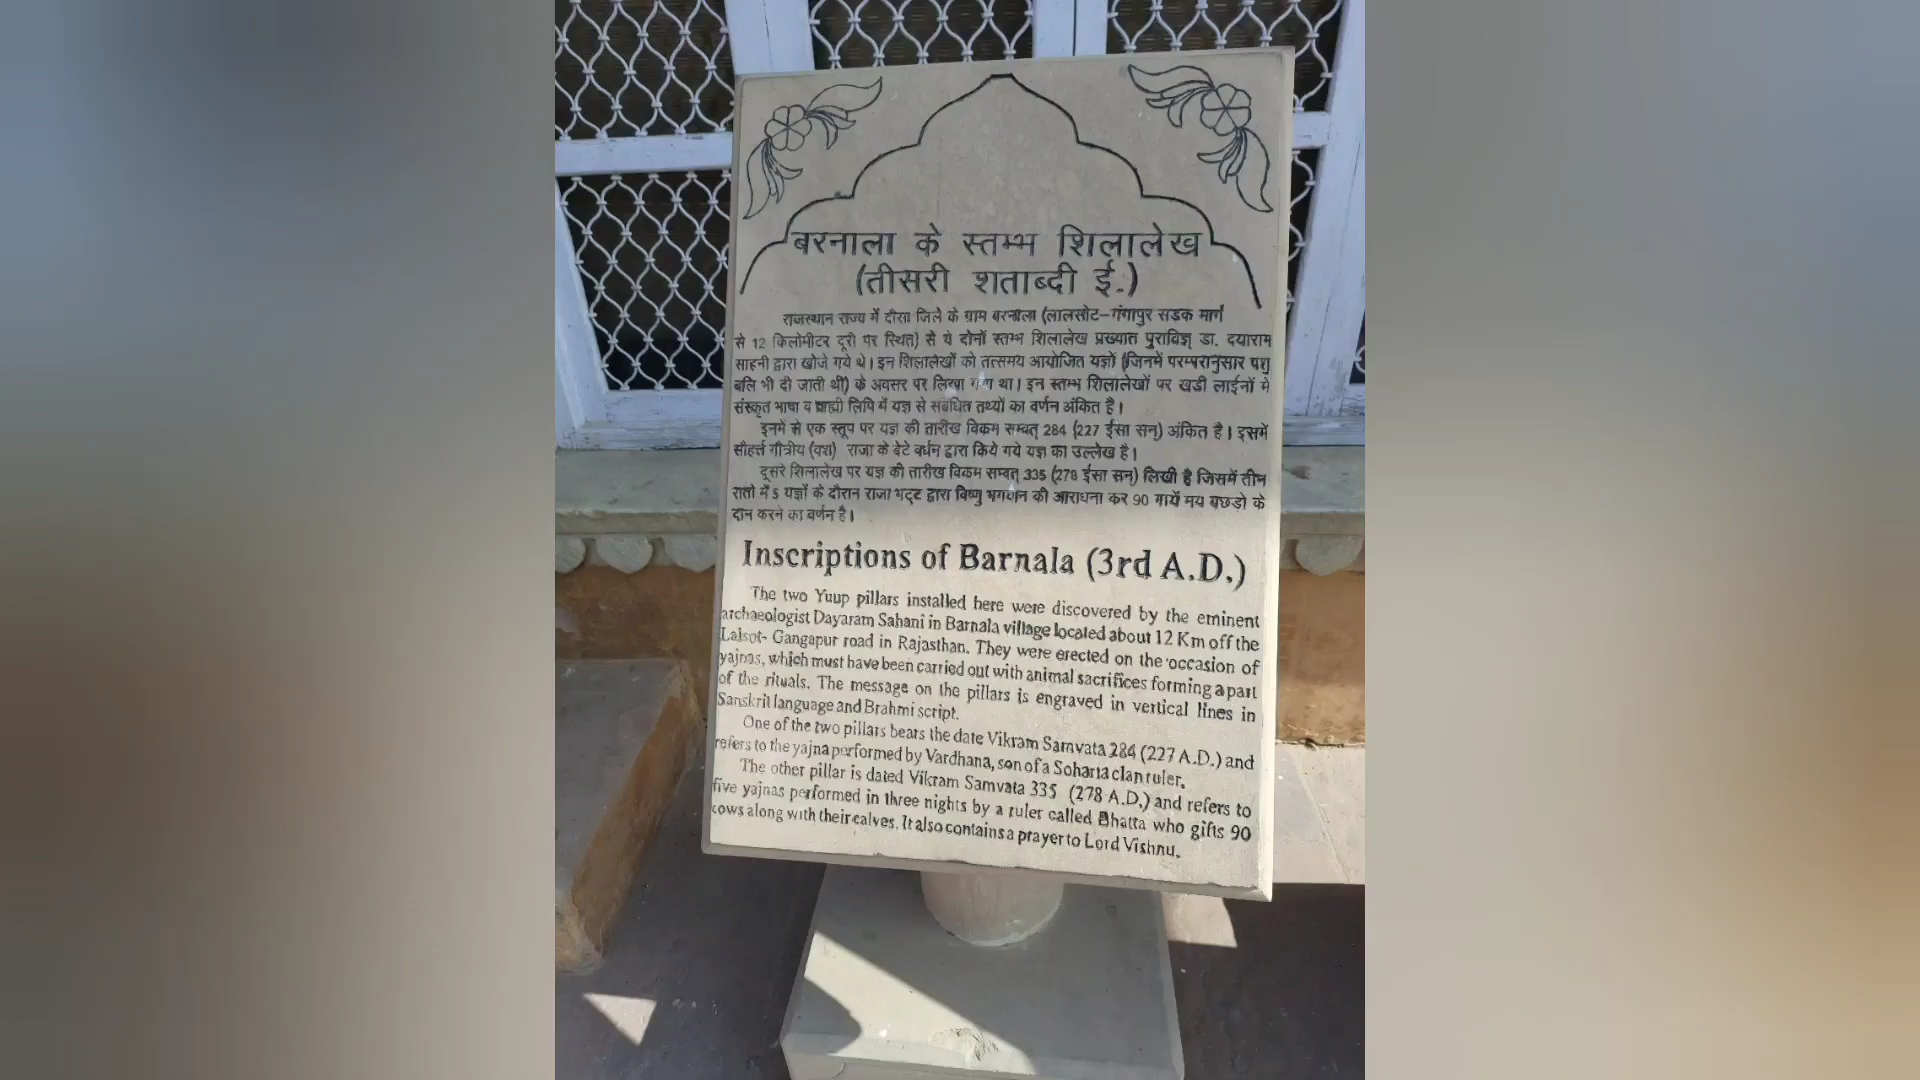 बरनाला के स्तम्भ शिलालेख
(तीसरी शताब्दी ई.)
राजस्थान राज्य में दौसा जिले के ग्राम बरनाला (लालसोट-गंगापुर सडक मार्ग
से 12 किलोमीटर दूरी पर स्थित) से ये दोनों स्तम्भ शिलालेख प्रख्यात पुराविज्ञ डा. दयाराम
साहनी द्वारा खोजे गये थे। इन शिलालेखों को तत्समय आयोजित यज्ञों (जिनमें परम्परानुसार पशु
बलि भी दी जाती थीं) के अवसर पर लिखा गया था। इन स्तम्भ शिलालेखों पर खडी लाईनों में
संस्कृत भाषा व ब्राह्मी लिपि में यज्ञ से संबंधित तथ्यों का वर्णन अंकित है।
इनमें से एक स्तूप पर यज्ञ की तारीख विक्रम सम्वत् 284 (227 ईसा सन्) अंकित है। इसमें
सौहर्त्त गौत्रीय (वंश) राजा के बेटे वर्धन द्वारा किये गये यज्ञ का उल्लेख है।
दूसरे शिलालेख पर यज्ञ की तारीख विक्रम सम्वत् 335 (278 ईसा सन्) लिखी है जिसमें तीन
रातों में 5 यज्ञों के दौरान राजा भट्ट द्वारा विष्णु भगवान की आराधना कर 90 गायें मय बछड़ो के
दान करने का वर्णन है।
Inscriptions of Barnala (3rd A.D.)
The two Yuup pillars installed here were discovered by the eminent
archaeologist Dayaram Sahani in Barnala village located about 12 Km off the
Lalsot- Gangapur road in Rajasthan. They were erected on the occasion of
yajnas, which must have been carried out with animal sacrifices forming a part
of the rituals. The message on the pillars is engraved in vertical lines in
Sanskrit language and Brahmi script.
One of the two pillars bears the date Vikram Samvata 284 (227 A.D.) and
refers to the yajna performed by Vardhana, son of a Soharta clan ruler.
The other pillar is dated Vikram Samvata 335 (278 A.D.) and refers to
five yajnas performed in three nights by a ruler called Bhatta who gifts 90
cows along with their calves. It also contains a prayer to Lord Vishnu.